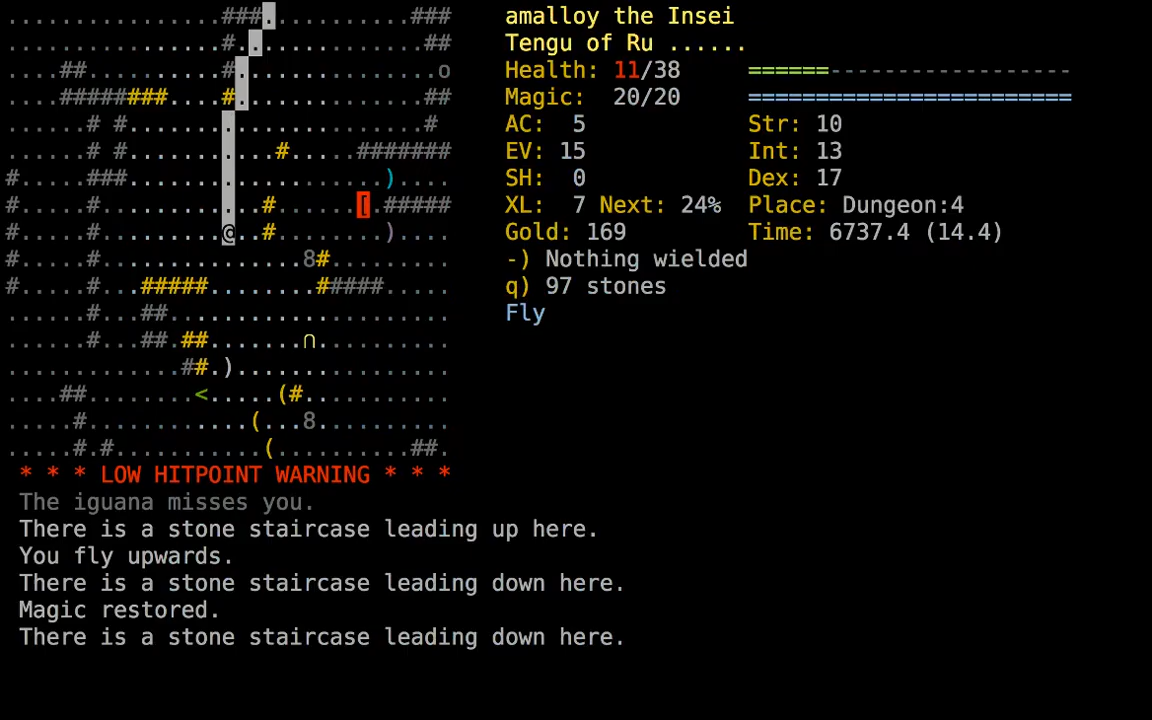 ................###...........### amalloy the Insei
................#..............## Tengu of Ru ......
....##..........#...............o Health: 11/38 ======------------------
....########....#..............## Magic: 20/20 ========================
......# #......................# AC: 5 Str: 10
......# #...........#.....####### EV: 15 Int: 13
#.....###...................).... SH: 0 Dex: 17
#.....#............#......[.##### XL: 7 Next: 24% Place: Dungeon:4
#.....#.........@..#........).... Gold: 169 Time: 6737.4 (14.4)
#.....#...............8#......... -) Nothing wielded
#.....#...#####........#####..... q) 97 stones
......#...##..................... Fly
......#...##.##.......∩..........
.............##.)................
....##........<.....(#...........
.....#............(...8..........
.....#.#...........(..........##.
* * * LOW HITPOINT WARNING * * *
The iguana misses you.
There is a stone staircase leading up here.
You fly upwards.
There is a stone staircase leading down here.
Magic restored.
There is a stone staircase leading down here.